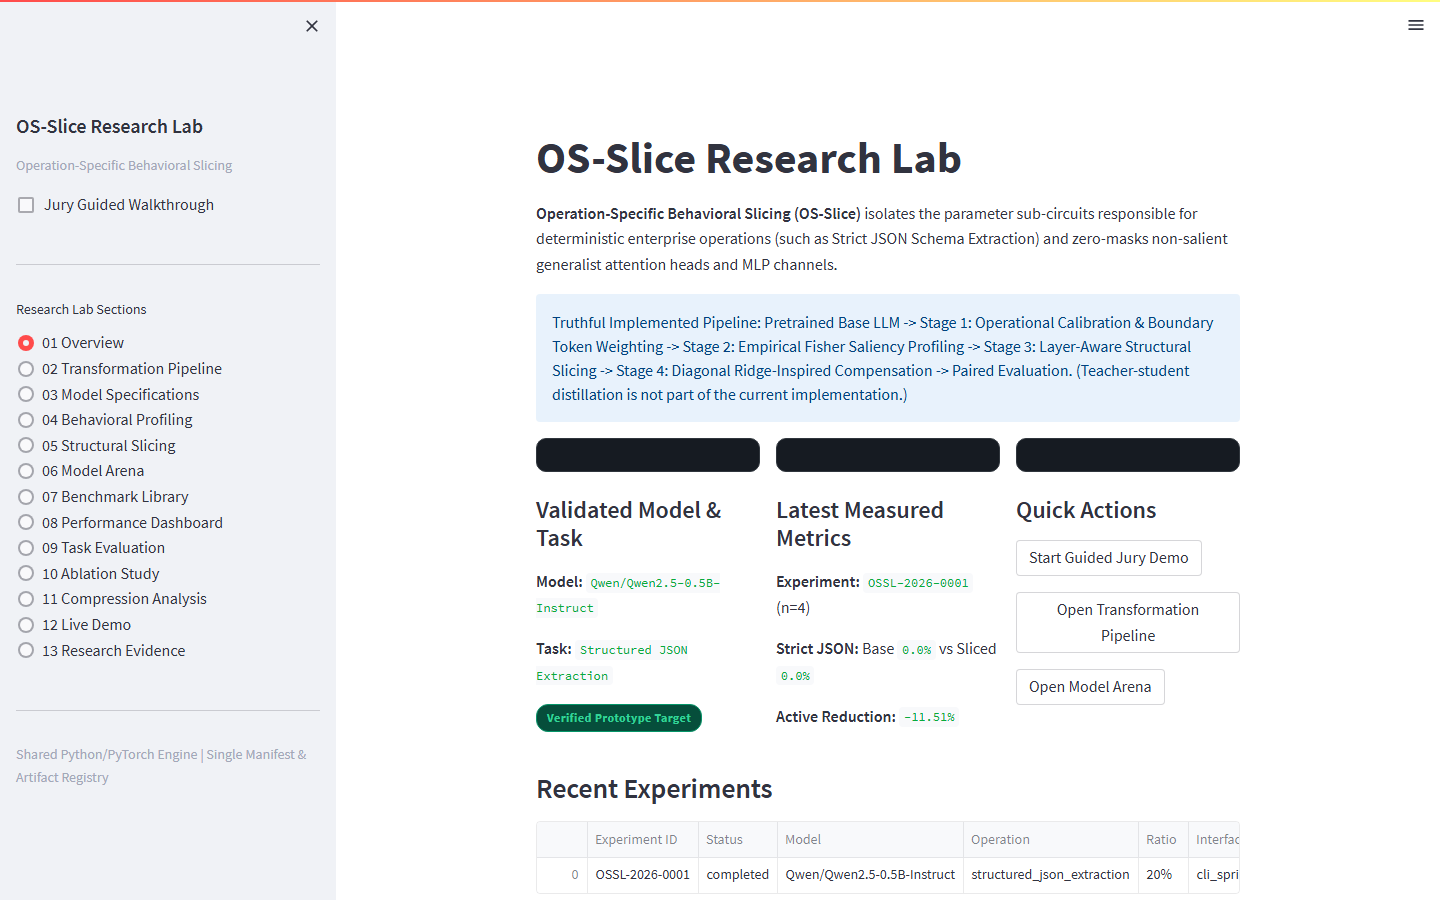 OS-Slice Research Lab
Operation-Specific Behavioral Slicing
Jury Guided Walkthrough
Research Lab Sections
01 Overview
02 Transformation Pipeline
03 Model Specifications
04 Behavioral Profiling
05 Structural Slicing
06 Model Arena
07 Benchmark Library
08 Performance Dashboard
09 Task Evaluation
10 Ablation Study
11 Compression Analysis
12 Live Demo
13 Research Evidence
Shared Python/PyTorch Engine | Single Manifest &
Artifact Registry
OS-Slice Research Lab
Operation-Specific Behavioral Slicing (OS-Slice) isolates the parameter sub-circuits responsible for
deterministic enterprise operations (such as Strict JSON Schema Extraction) and zero-masks non-salient
generalist attention heads and MLP channels.
Truthful Implemented Pipeline: Pretrained Base LLM -> Stage 1: Operational Calibration & Boundary
Token Weighting -> Stage 2: Empirical Fisher Saliency Profiling -> Stage 3: Layer-Aware Structural
Slicing -> Stage 4: Diagonal Ridge-Inspired Compensation -> Paired Evaluation. (Teacher-student
distillation is not part of the current implementation.)
Validated Model &
Task
Model: Qwen/Qwen2.5-0.5B-
Instruct
Task: Structured JSON
Extraction
Verified Prototype Target
Latest Measured
Metrics
Experiment: OSSL-2026-0001
(n=4)
Strict JSON: Base 0.0% vs Sliced
0.0%
Active Reduction: -11.51%
Quick Actions
Start Guided Jury Demo
Open Transformation
Pipeline
Open Model Arena
Recent Experiments
Experiment ID Status Model Operation Ratio Interfac
0 OSSL-2026-0001 completed Qwen/Qwen2.5-0.5B-Instruct structured_json_extraction 20% cli_spri